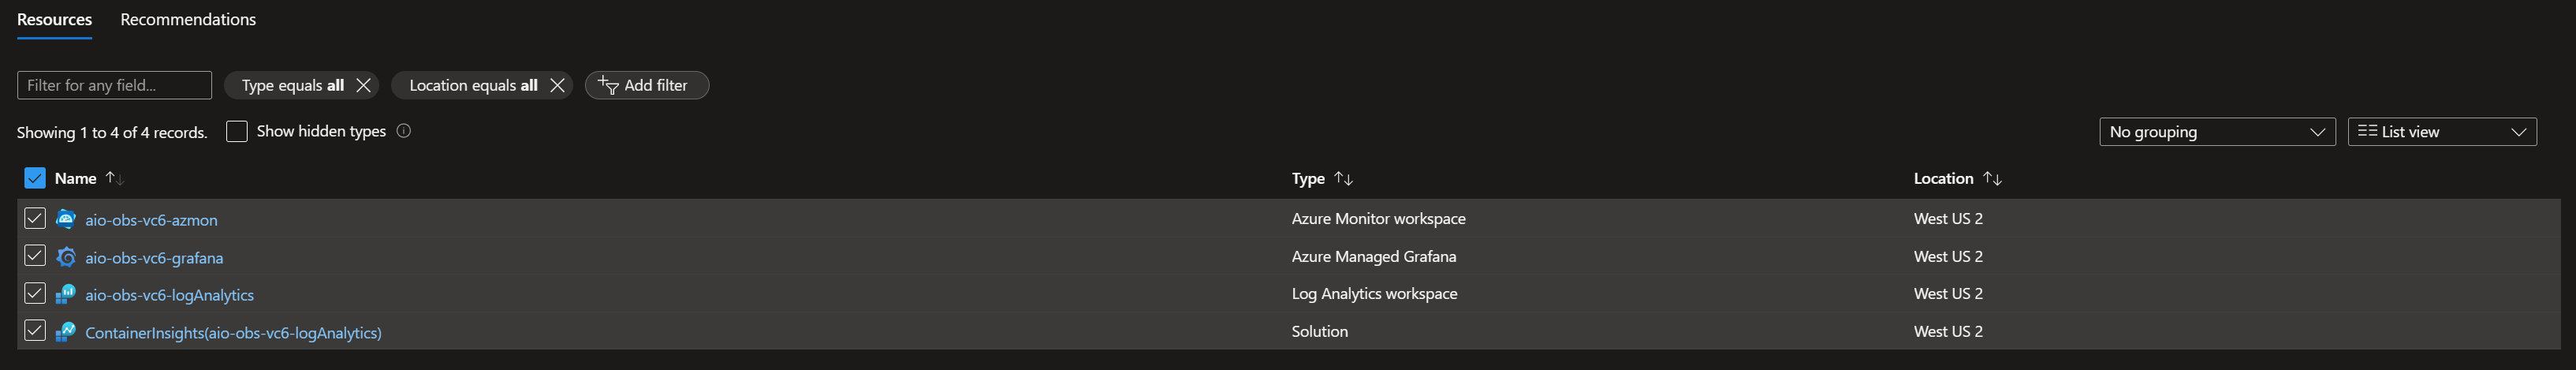 Resources Recommendations
Filter for any field... Type equals all Location equals all Add filter
Showing 1 to 4 of 4 records. Show hidden types No grouping List view
Name Type Location
aio-obs-vc6-azmon Azure Monitor workspace West US 2
aio-obs-vc6-grafana Azure Managed Grafana West US 2
aio-obs-vc6-logAnalytics Log Analytics workspace West US 2
ContainerInsights(aio-obs-vc6-logAnalytics) Solution West US 2